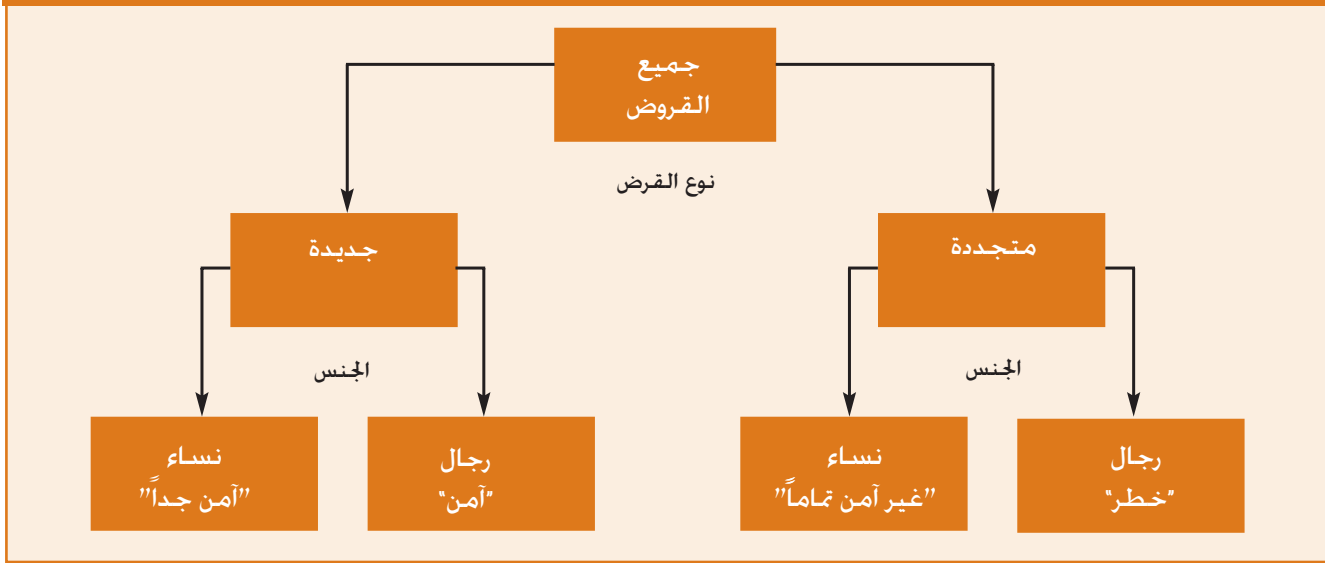 جميع
القروض
نوع القرض
متجددة
جديدة
الجنس
الجنس
رجال
"خطر"
نساء
"غير آمن تماماً"
رجال
"آمن"
نساء
"آمن جداً"